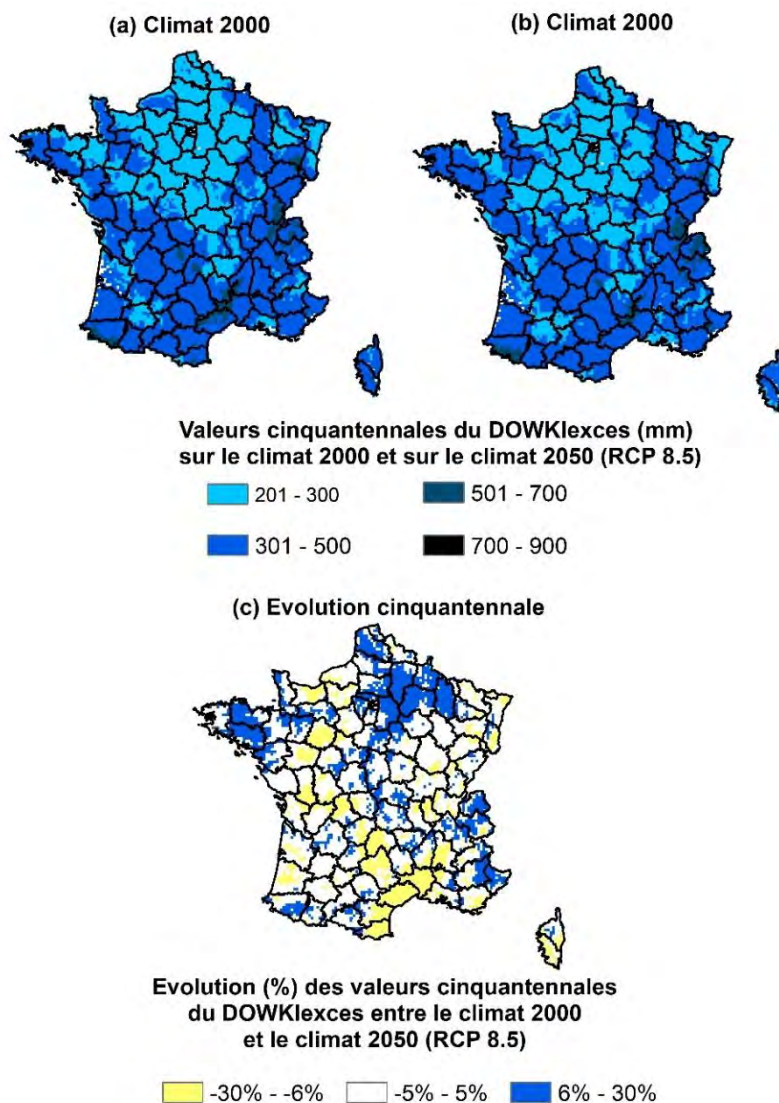 (a) Climat 2000
(b) Climat 2000
Valeurs cinquantennales du DOWKIexces (mm)
sur le climat 2000 et sur le climat 2050 (RCP 8.5)
201 - 300
501 - 700
301 - 500
700 - 900
(c) Evolution cinquantennale
Evolution (%) des valeurs cinquantennales
du DOWKIexces entre le climat 2000
et le climat 2050 (RCP 8.5)
-30% - -6%
-5% - 5%
6% - 30%